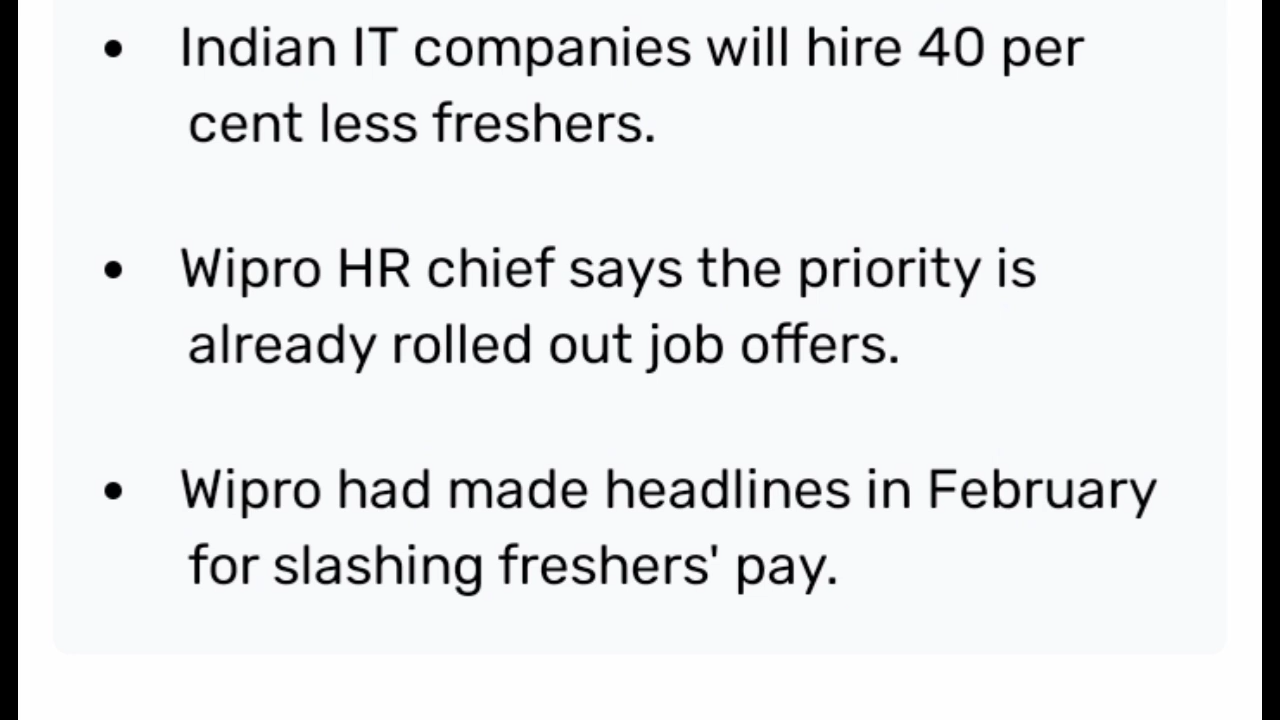 • Indian IT companies will hire 40 per
cent less freshers.
• Wipro HR chief says the priority is
already rolled out job offers.
• Wipro had made headlines in February
for slashing freshers' pay.